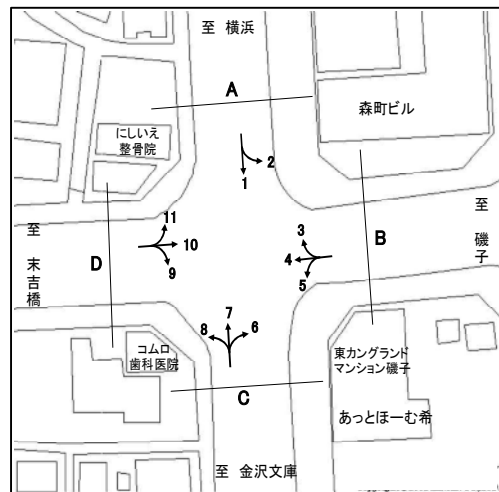 至 横浜
A
森町ビル
にしいえ
整骨院
2
1
11
10
9
3
4
5
至 磯子
B
至 末吉橋
D
7
8
6
コムロ
歯科医院
東カングランド
マンション磯子
C
あっとほーむ希
至 金沢文庫